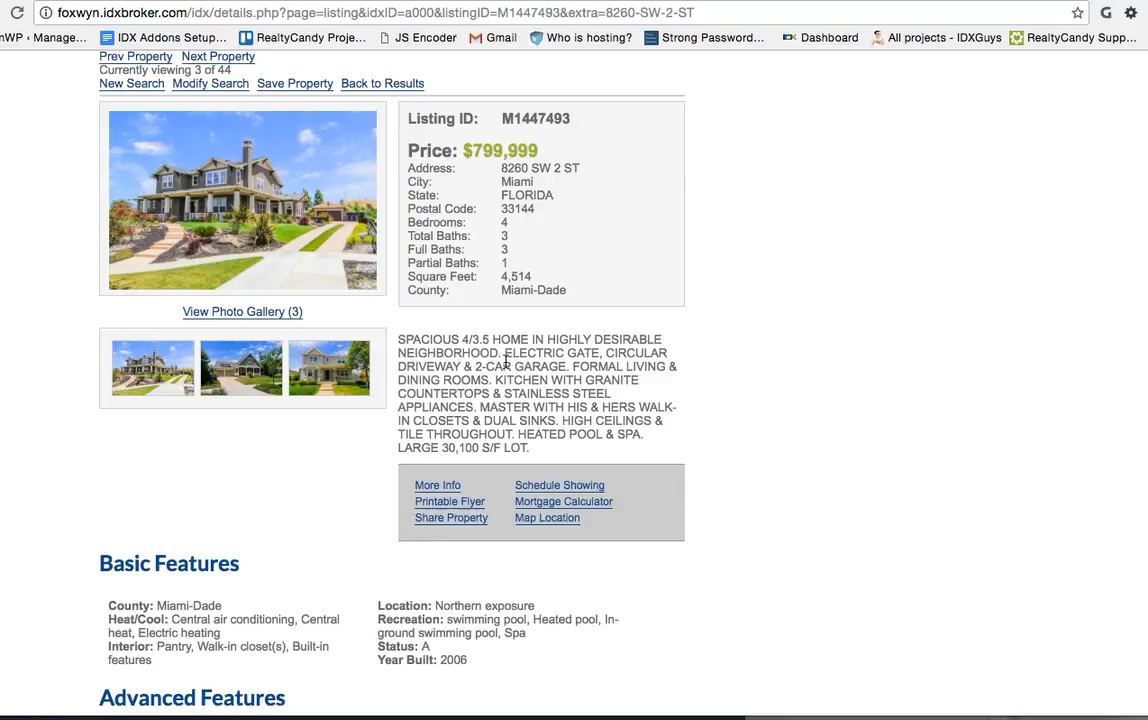 foxwyn.idxbroker.com/idx/details.php?page=listing&idxID=a000&listingID=M1447493&extra=8260-SW-2-ST
mWP ‹ Manage... IDX Addons Setup... RealtyCandy Proje... JS Encoder Gmail Who is hosting? Strong Password... Dashboard All projects - IDXGuys RealtyCandy Supp...
Prev Property Next Property
Currently viewing 3 of 44
New Search Modify Search Save Property Back to Results
Listing ID: M1447493
Price: $799,999
Address: 8260 SW 2 ST
City: Miami
State: FLORIDA
Postal Code: 33144
Bedrooms: 4
Total Baths: 3
Full Baths: 3
Partial Baths: 1
Square Feet: 4,514
County: Miami-Dade
View Photo Gallery (3)
SPACIOUS 4/3.5 HOME IN HIGHLY DESIRABLE
NEIGHBORHOOD. ELECTRIC GATE, CIRCULAR
DRIVEWAY & 2-CAR GARAGE. FORMAL LIVING &
DINING ROOMS. KITCHEN WITH GRANITE
COUNTERTOPS & STAINLESS STEEL
APPLIANCES. MASTER WITH HIS & HERS WALK-
IN CLOSETS & DUAL SINKS. HIGH CEILINGS &
TILE THROUGHOUT. HEATED POOL & SPA.
LARGE 30,100 S/F LOT.
More Info Schedule Showing
Printable Flyer Mortgage Calculator
Share Property Map Location
Basic Features
County: Miami-Dade
Heat/Cool: Central air conditioning, Central
heat, Electric heating
Interior: Pantry, Walk-in closet(s), Built-in
features
Location: Northern exposure
Recreation: swimming pool, Heated pool, In-
ground swimming pool, Spa
Status: A
Year Built: 2006
Advanced Features